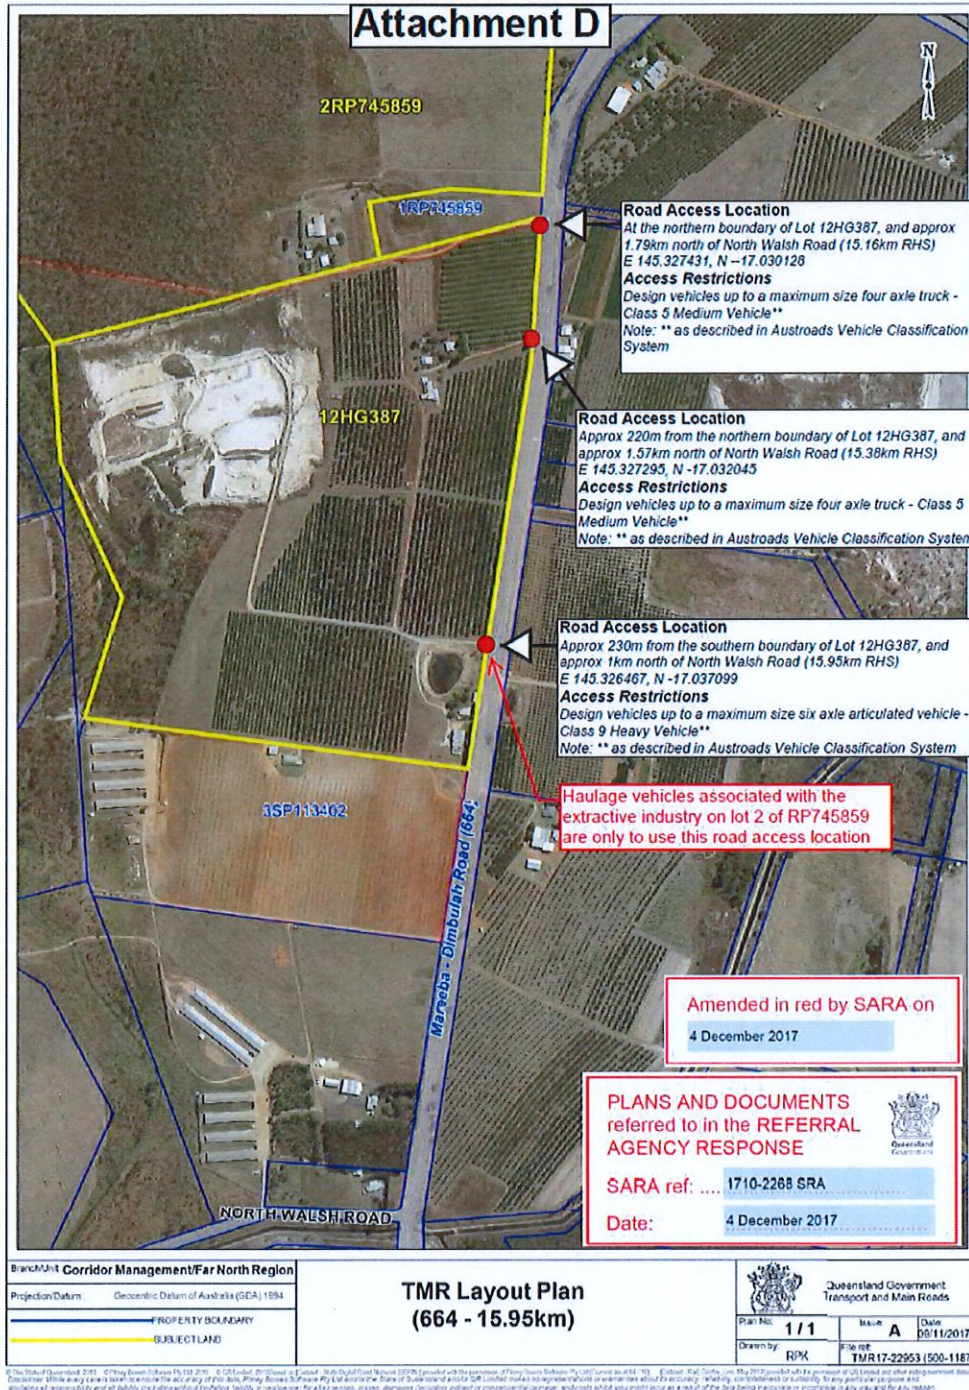 Attachment D
N
2RP745859
1RP745859
Road Access Location
At the northern boundary of Lot 12HG387, and approx
1.79km north of North Walsh Road (15.16km RHS)
E 145.327431, N --17.030128
Access Restrictions
Design vehicles up to a maximum size four axle truck -
Class 5 Medium Vehicle**
Note: ** as described in Austroads Vehicle Classification
System
12HG387
Road Access Location
Approx 220m from the northern boundary of Lot 12HG387, and
approx 1.57km north of North Walsh Road (15.38km RHS)
E 145.327295, N -17.032045
Access Restrictions
Design vehicles up to a maximum size four axle truck - Class 5
Medium Vehicle**
Note: ** as described in Austroads Vehicle Classification System
Road Access Location
Approx 230m from the southern boundary of Lot 12HG387, and
approx 1km north of North Walsh Road (15.95km RHS)
E 145.326467, N -17.037099
Access Restrictions
Design vehicles up to a maximum size six axle articulated vehicle -
Class 9 Heavy Vehicle**
Note: ** as described in Austroads Vehicle Classification System
Haulage vehicles associated with the
extractive industry on lot 2 of RP745859
are only to use this road access location
3SP113402
Mareeba - Dimbulah Road (664)
Amended in red by SARA on
4 December 2017
PLANS AND DOCUMENTS
referred to in the REFERRAL
AGENCY RESPONSE
Queensland
Government
SARA ref: .... 1710-2268 SRA
Date: 4 December 2017
NORTH WALSH ROAD
Branch/Unit Corridor Management/Far North Region
Projection/Datum: Geocentric Datum of Australia (GDA) 1994
PROPERTY BOUNDARY
SUBJECT LAND
TMR Layout Plan
(664 - 15.95km)
Queensland Government
Transport and Main Roads
Plan No: 1/1
Issue: A
Date: 09/11/2017
Drawn by: RPK
File ref: TMR17-22953 (500-1187